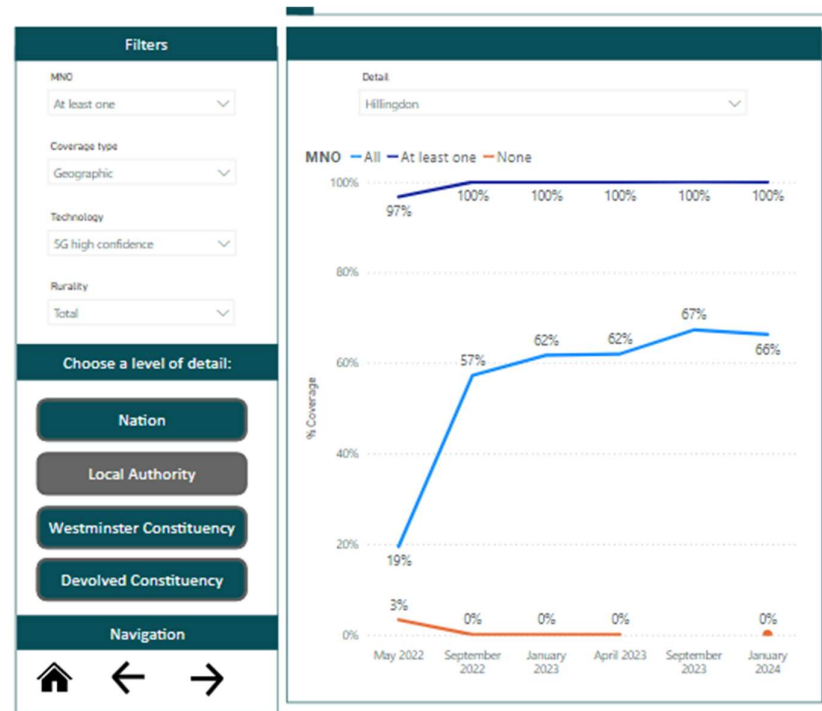 Filters
MNO
At least one
Coverage type
Geographic
Technology
5G high confidence
Rurality
Total
Choose a level of detail:
Nation
Local Authority
Westminster Constituency
Devolved Constituency
Navigation
Detail
Hillingdon
MNO All At least one None
100%
97% 100% 100% 100% 100% 100%
80%
67%
62% 62% 66%
57%
60%
% Coverage
40%
20%
19%
3%
0% 0% 0% 0%
0%
May 2022 September January April 2023 September January
2022 2023 2023 2024